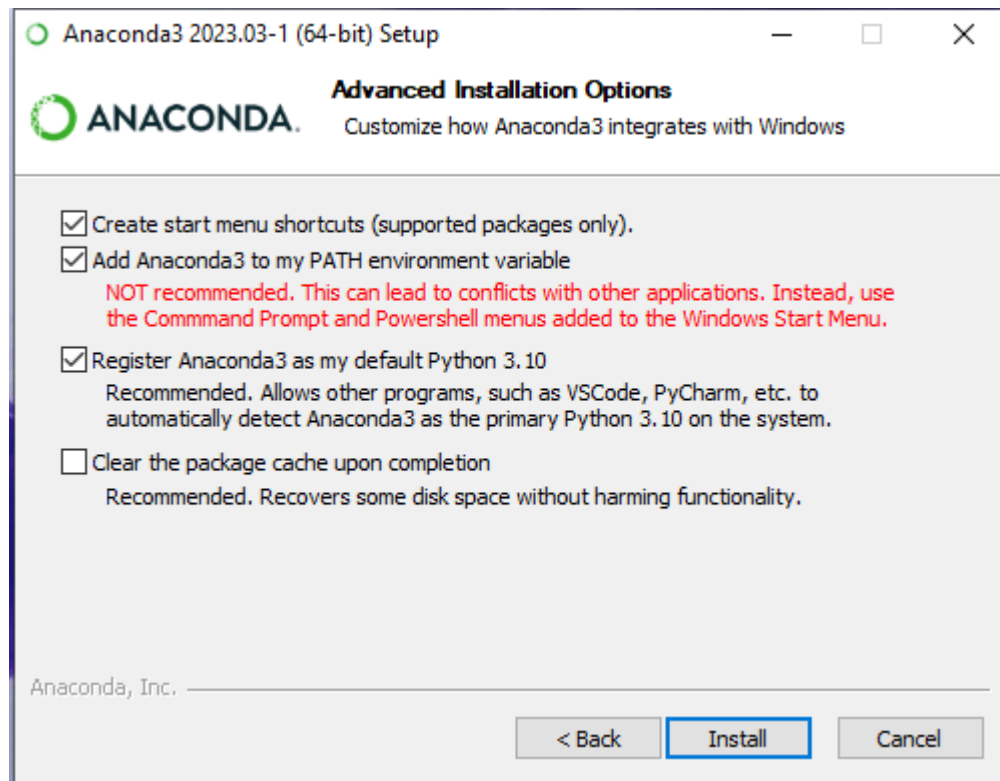 Anaconda3 2023.03-1 (64-bit) Setup
ANACONDA.
Advanced Installation Options
Customize how Anaconda3 integrates with Windows
Create start menu shortcuts (supported packages only).
Add Anaconda3 to my PATH environment variable
NOT recommended. This can lead to conflicts with other applications. Instead, use
the Commmand Prompt and Powershell menus added to the Windows Start Menu.
Register Anaconda3 as my default Python 3.10
Recommended. Allows other programs, such as VSCode, PyCharm, etc. to
automatically detect Anaconda3 as the primary Python 3.10 on the system.
Clear the package cache upon completion
Recommended. Recovers some disk space without harming functionality.
Anaconda, Inc.
< Back
Install
Cancel